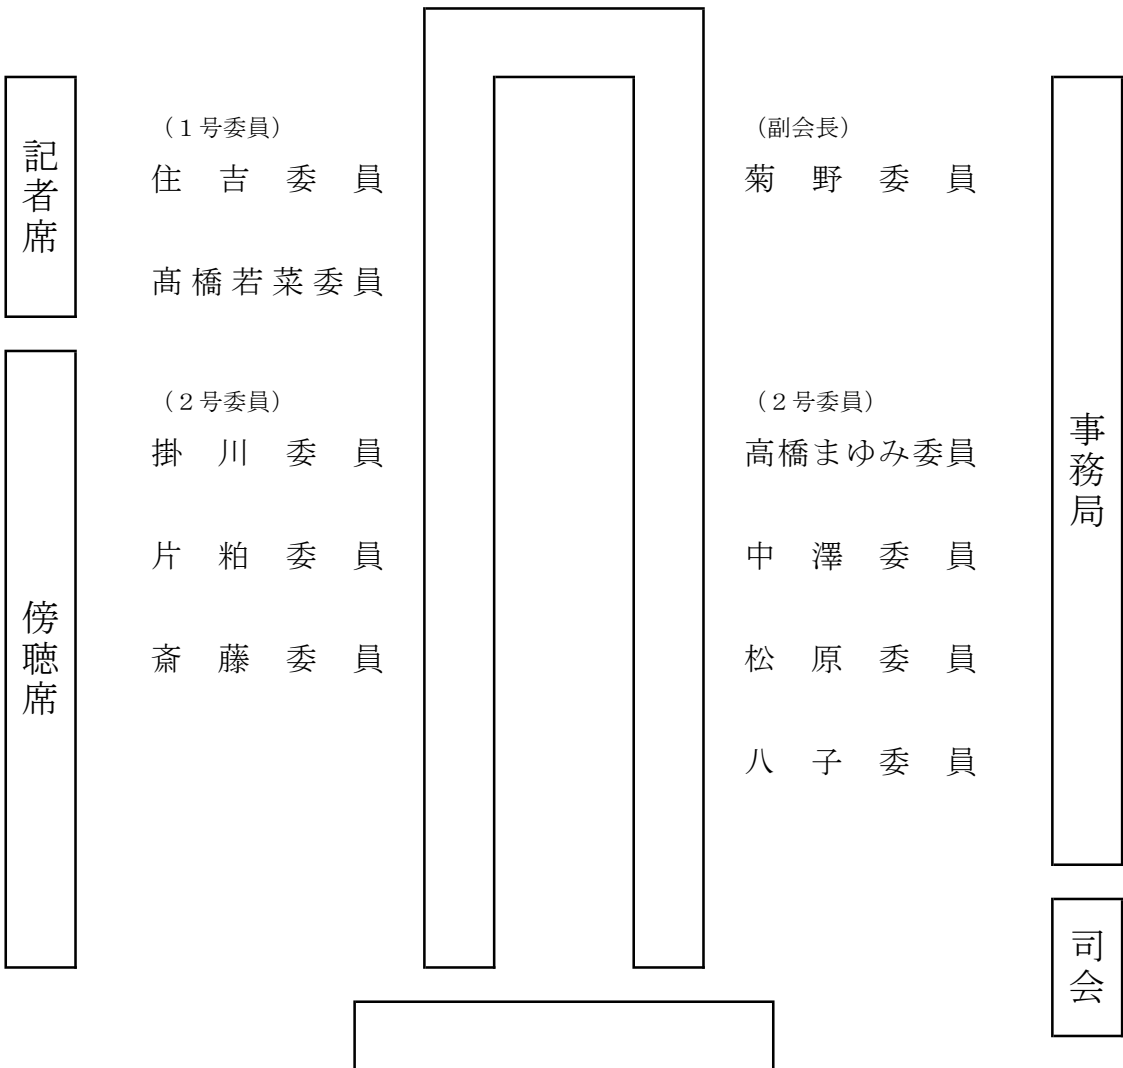 記者席
(1号委員)
住吉委員
髙橋若菜委員
(2号委員)
掛川委員
片粕委員
斎藤委員
傍聴席
(副会長)
菊野委員
(2号委員)
高橋まゆみ委員
中澤委員
松原委員
八子委員
事務局
司会